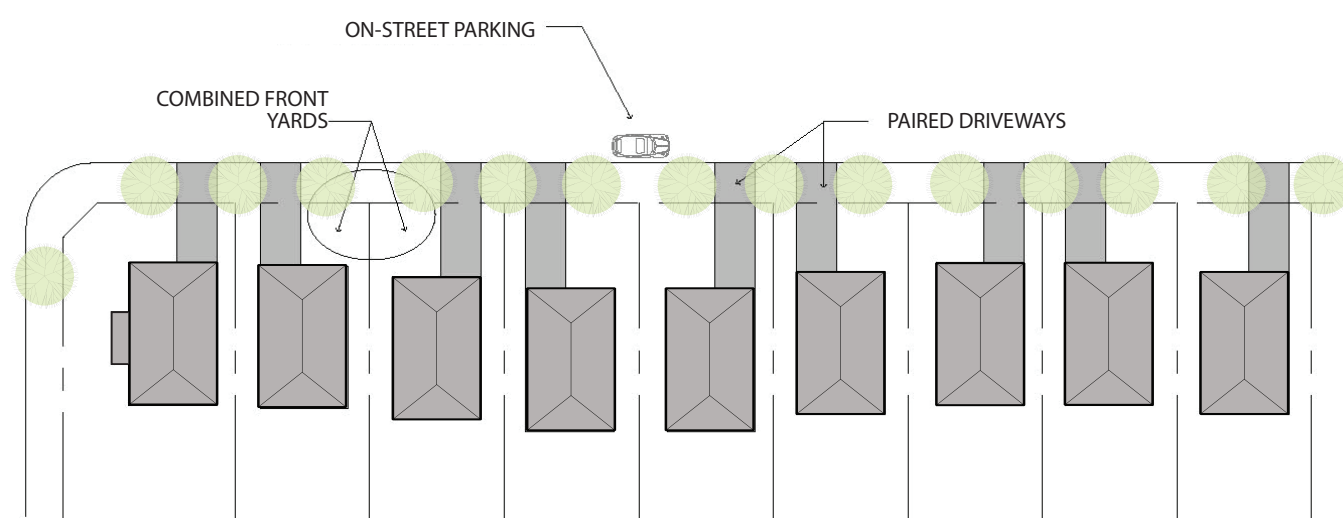 ON-STREET PARKING
COMBINED FRONT
YARDS
PAIRED DRIVEWAYS